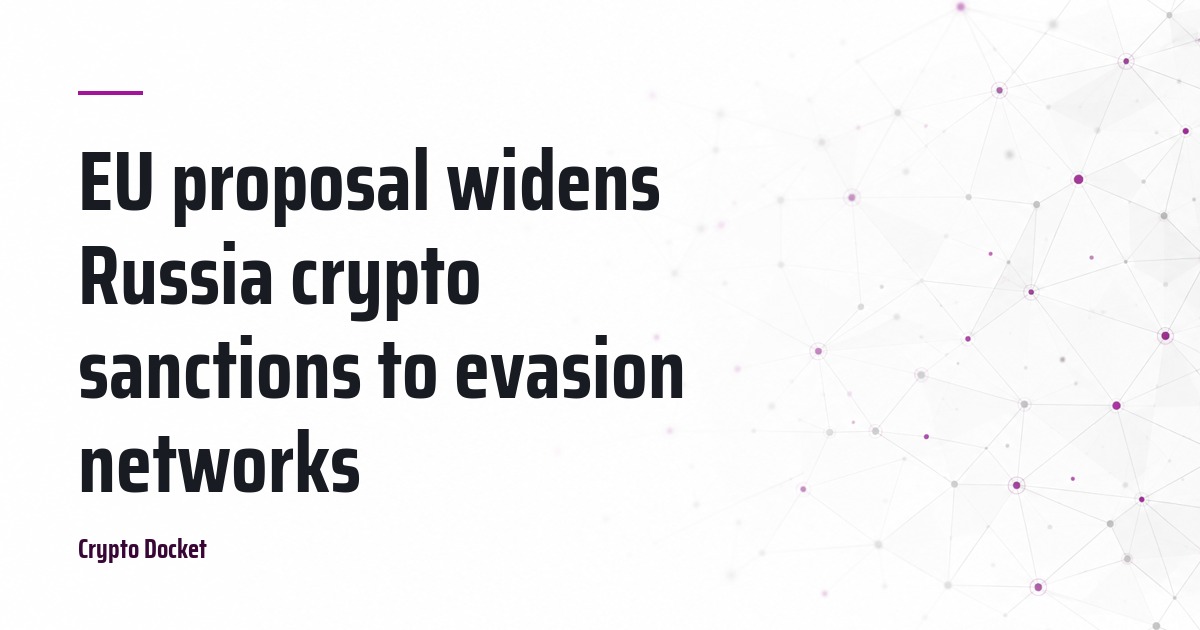 EU proposal widens
Russia crypto
sanctions to evasion
networks
Crypto Docket